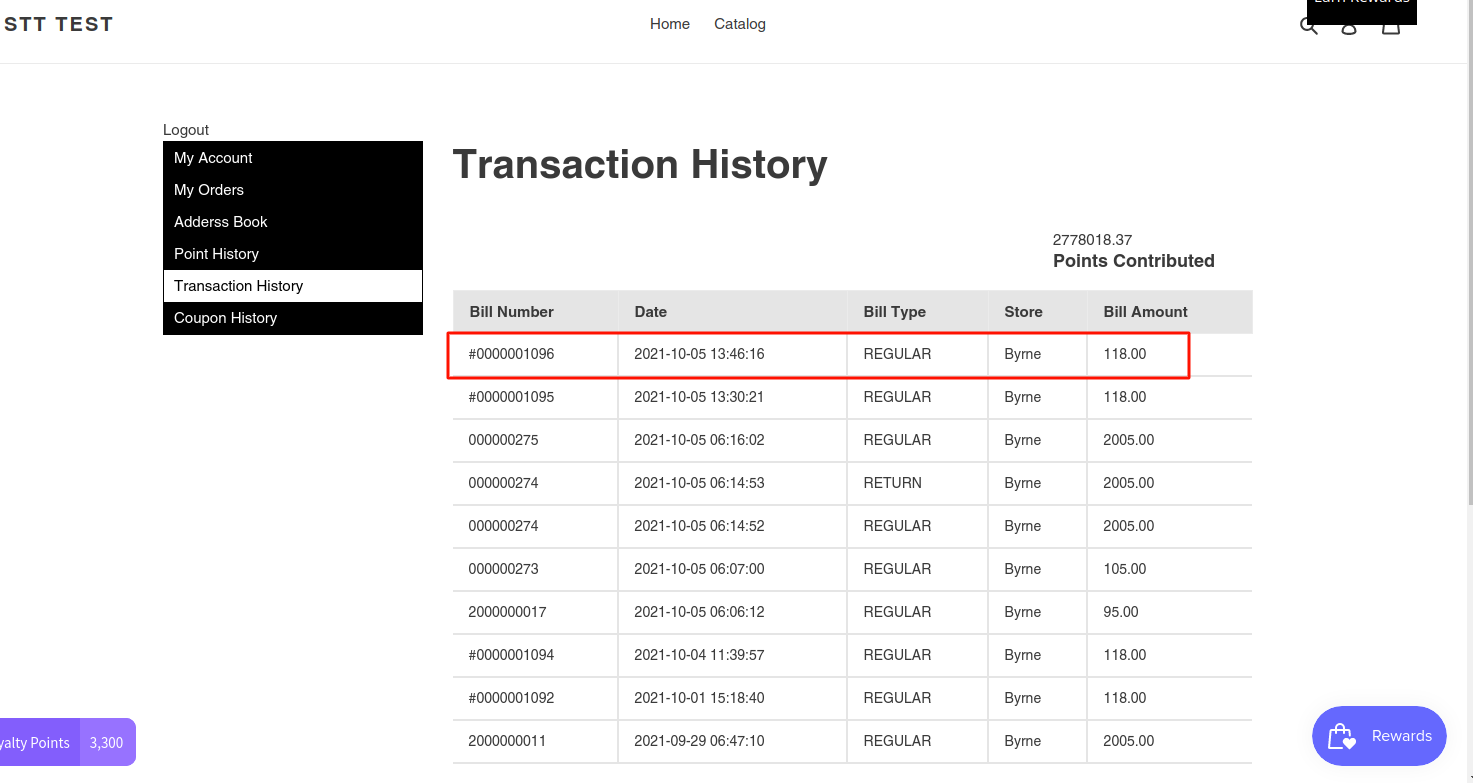 STT TEST
Home Catalog
Logout
My Account
My Orders
Adderss Book
Point History
Transaction History
Coupon History
Transaction History
2778018.37
Points Contributed
Bill Number Date Bill Type Store Bill Amount
#0000001096 2021-10-05 13:46:16 REGULAR Byrne 118.00
#0000001095 2021-10-05 13:30:21 REGULAR Byrne 118.00
000000275 2021-10-05 06:16:02 REGULAR Byrne 2005.00
000000274 2021-10-05 06:14:53 RETURN Byrne 2005.00
000000274 2021-10-05 06:14:52 REGULAR Byrne 2005.00
000000273 2021-10-05 06:07:00 REGULAR Byrne 105.00
2000000017 2021-10-05 06:06:12 REGULAR Byrne 95.00
#0000001094 2021-10-04 11:39:57 REGULAR Byrne 118.00
#0000001092 2021-10-01 15:18:40 REGULAR Byrne 118.00
2000000011 2021-09-29 06:47:10 REGULAR Byrne 2005.00
yalty Points 3,300
Rewards